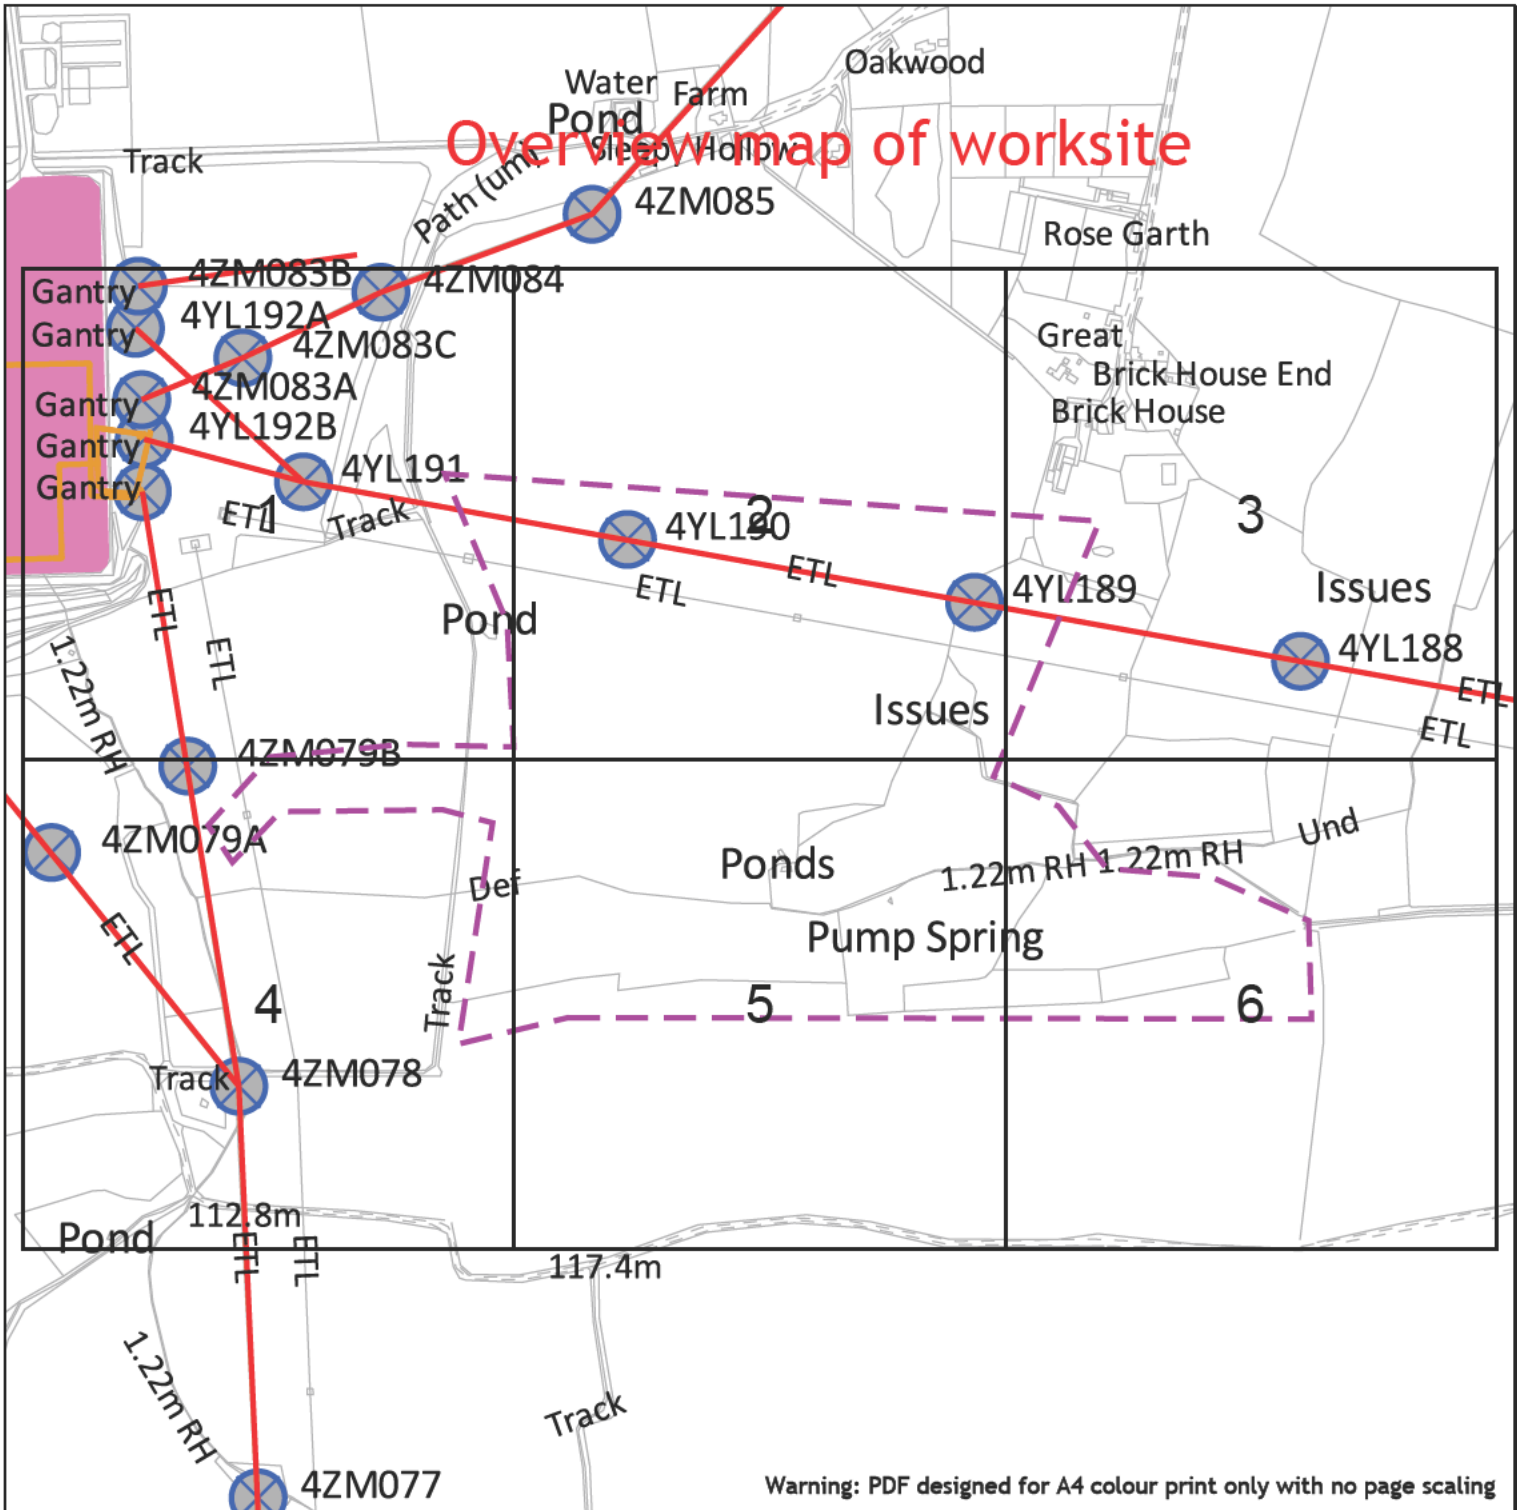 Oakwood
Water
Farm
Pond
Overview map of worksite
Sleepy Hollow
Track
Path (um)
4ZM085
Rose Garth
4ZM083B
4ZM084
Gantry
4YL192A
Gantry
Great
4ZM083C
Brick House End
4ZM083A
Gantry
Brick House
4YL192B
Gantry
4YL191
Gantry
ETL
1
Track
2
3
4YL190
ETL
ETL
4YL189
Issues
ETL
Pond
ETL
4YL188
1.22m RH
ETL
Issues
ETL
4ZM079B
4ZM079A
Und
Ponds
1.22m RH
1.22m RH
Def
ETL
Pump Spring
Track
4
5
6
Track
4ZM078
112.8m
Pond
ETL
ETL
117.4m
1.22m RH
Track
4ZM077
Warning: PDF designed for A4 colour print only with no page scaling